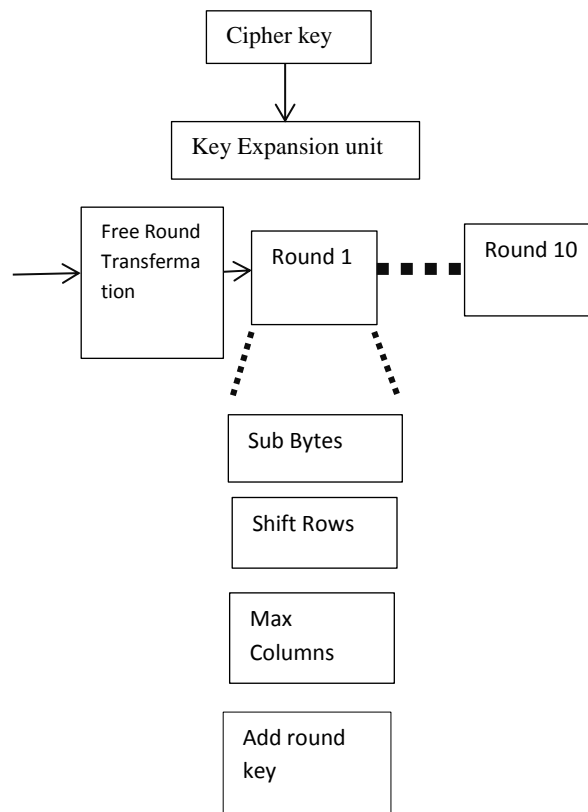 Cipher key
Key Expansion unit
Free Round
Transferma
tion
Round 1
Round 10
Sub Bytes
Shift Rows
Max
Columns
Add round
key